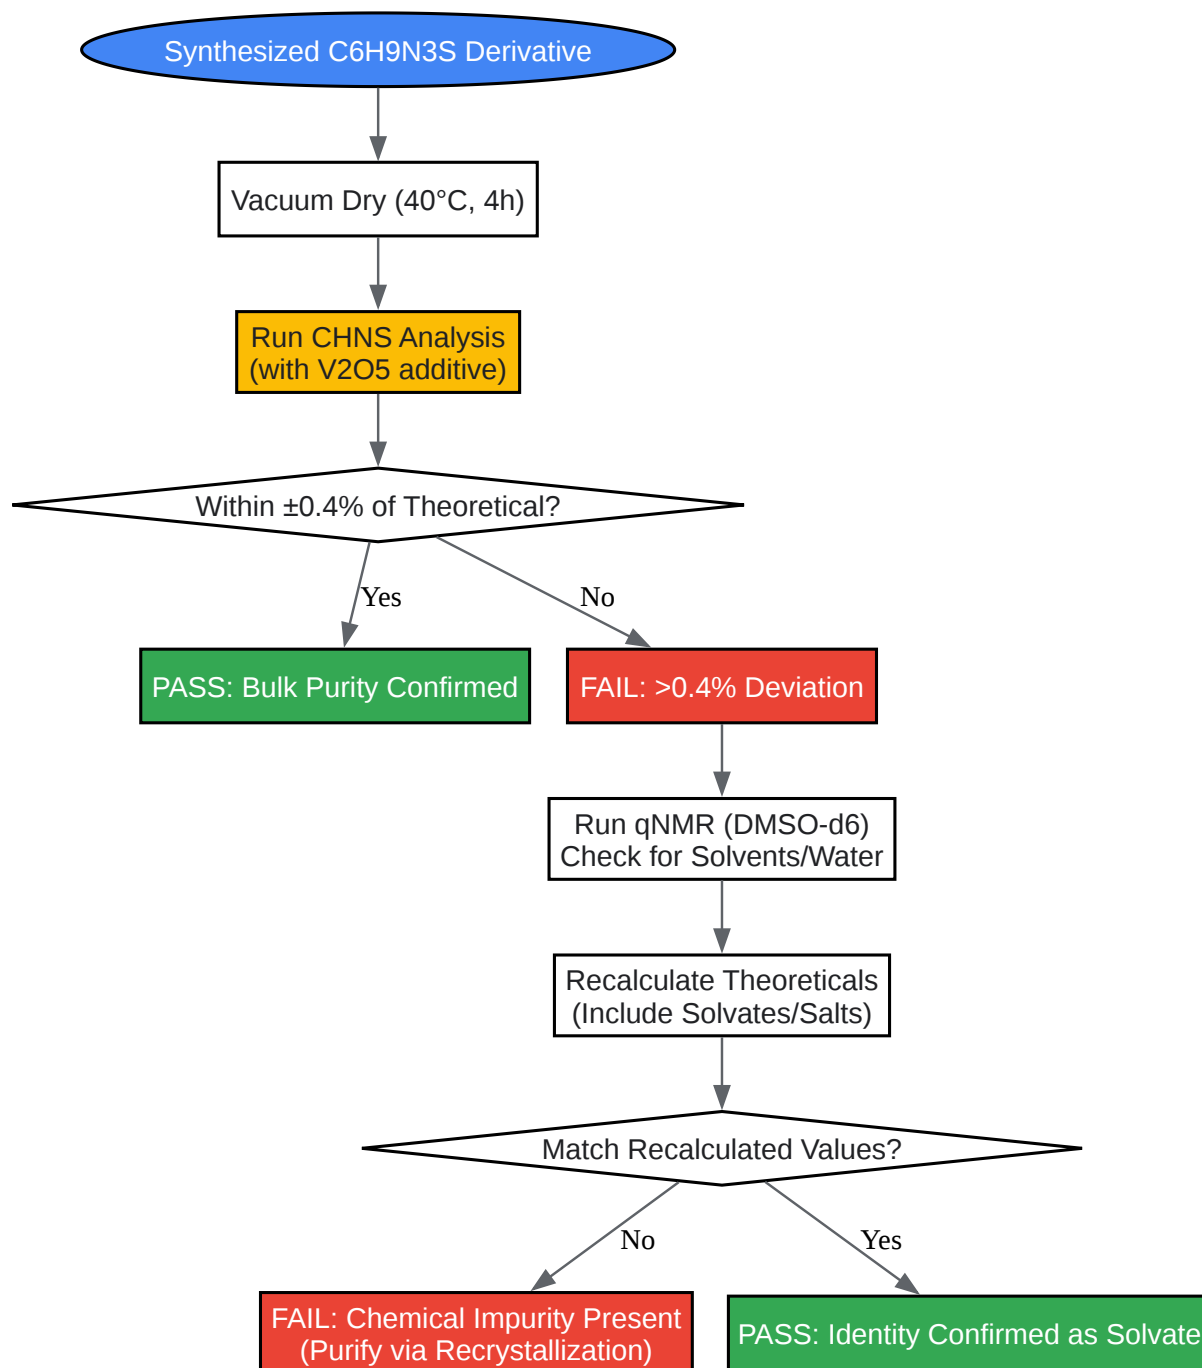 Synthesized C6H9N3S Derivative
Vacuum Dry (40°C, 4h)
Run CHNS Analysis
(with V2O5 additive)
Within ±0.4% of Theoretical?
Yes
No
PASS: Bulk Purity Confirmed
FAIL: >0.4% Deviation
Run qNMR (DMSO-d6)
Check for Solvents/Water
Recalculate Theoreticals
(Include Solvates/Salts)
Match Recalculated Values?
No
Yes
FAIL: Chemical Impurity Present
(Purify via Recrystallization)
PASS: Identity Confirmed as Solvate